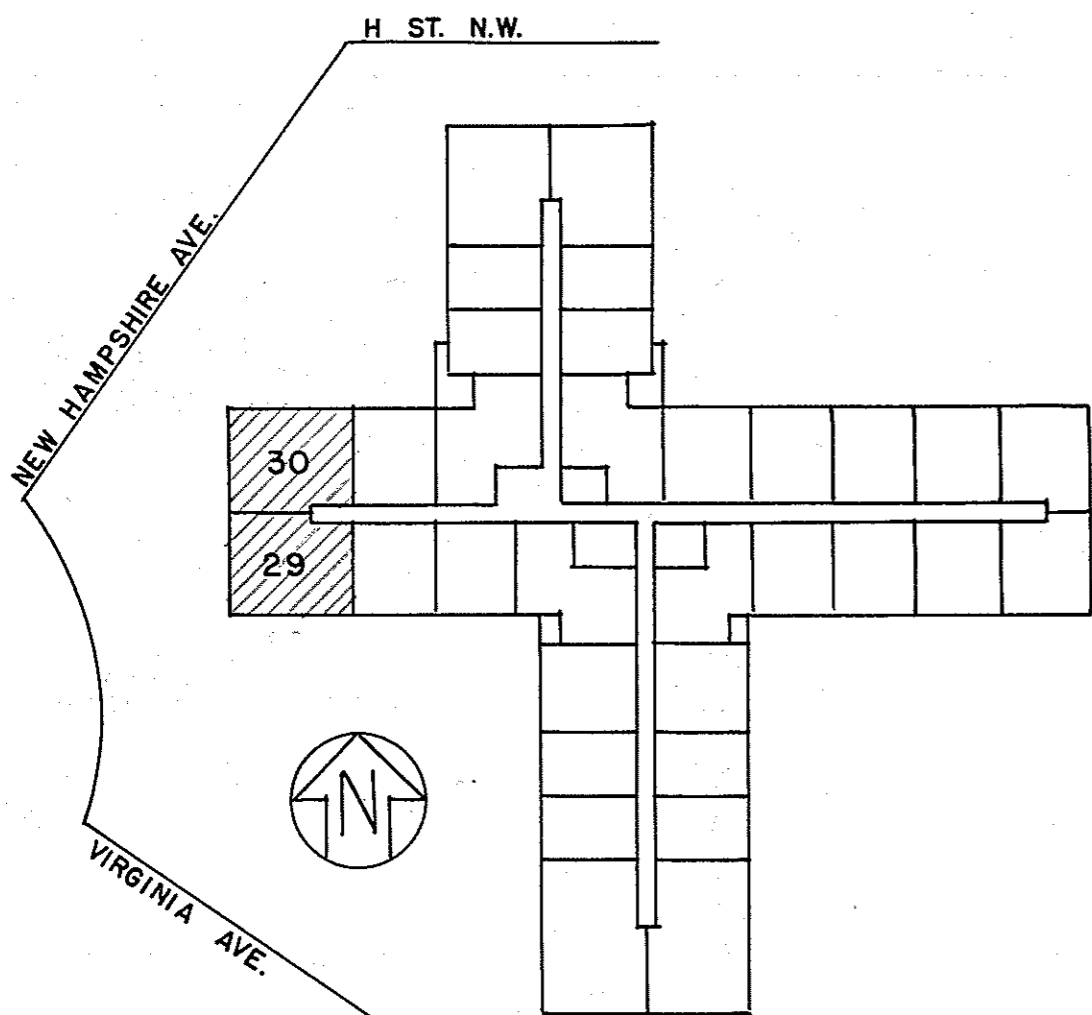 H ST. N.W.
NEW HAMPSHIRE AVE.
30
29
N
VIRGINIA AVE.